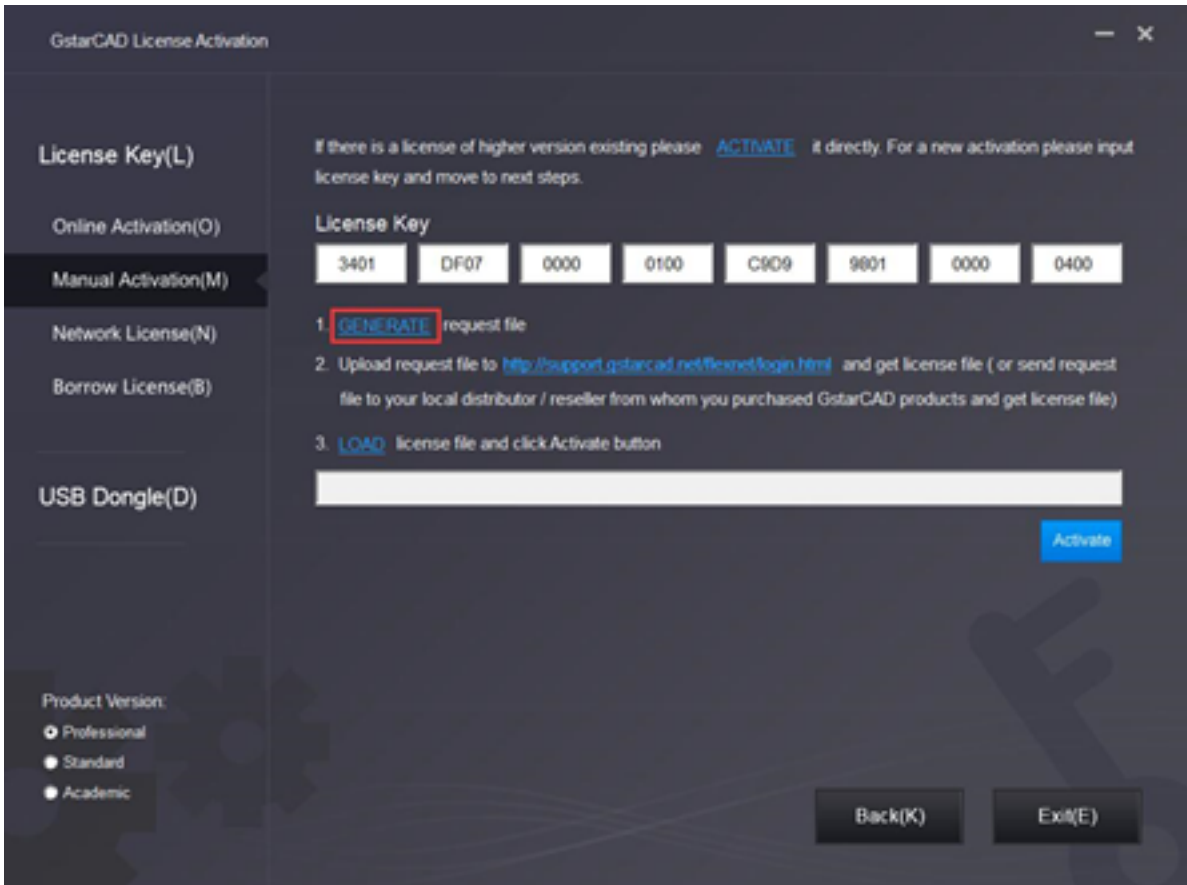 GstarCAD License Activation
License Key(L)
Online Activation(O)
Manual Activation(M)
Network License(N)
Borrow License(B)
USB Dongle(D)
Product Version:
Professional
Standard
Academic
If there is a license of higher version existing please ACTIVATE it directly. For a new activation please input
license key and move to next steps.
License Key
3401 DF07 0000 0100 C9D9 9801 0000 0400
1. GENERATE request file
2. Upload request file to http://support.gstarcad.net/flexnet/login.html and get license file ( or send request
file to your local distributor / reseller from whom you purchased GstarCAD products and get license file)
3. LOAD license file and click Activate button
Activate
Back(K) Exit(E)